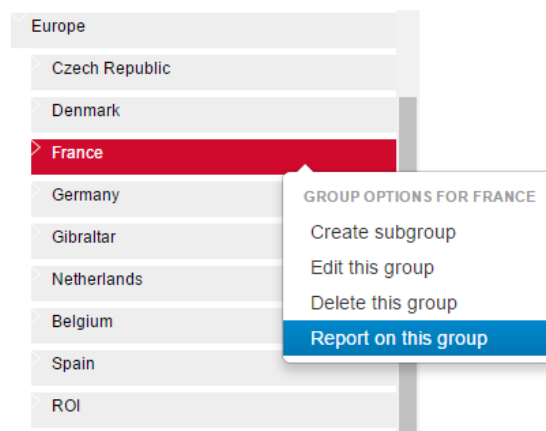 Europe
Czech Republic
Denmark
France
Germany
GROUP OPTIONS FOR FRANCE
Gibraltar
Create subgroup
Netherlands
Edit this group
Belgium
Delete this group
Spain
Report on this group
ROI